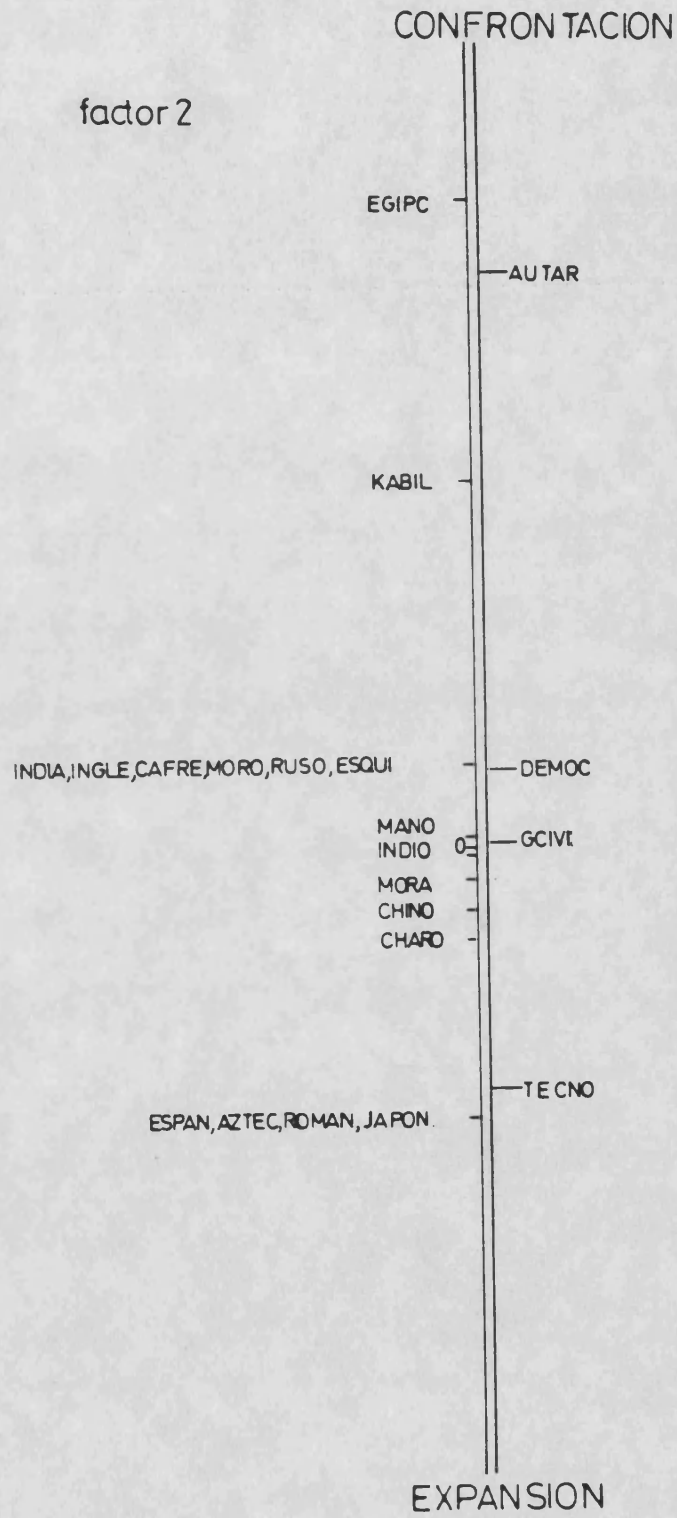 CONFRONTACION
factor 2
EGIPC
AUTAR
KABIL
INDIA,INGLE,CAFRE,MORO,RUSO, ESQUI
DEMOC
MANO
GCIVI
INDIO 0
MORA
CHINO
CHARO
TECNO
ESPAN,AZTEC,ROMAN,JAPON.
EXPANSION